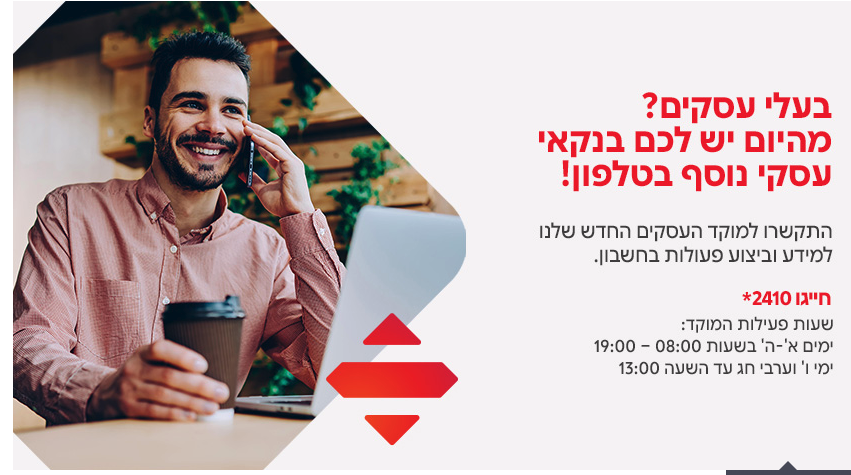 בעלי עסקים?
מהיום יש לכם בנקאי
עסקי נוסף בטלפון!
התקשרו למוקד העסקים החדש שלנו
למידע וביצוע פעולות בחשבון.
חייגו 2410*
שעות פעילות המוקד:
ימים א'-ה' בשעות 08:00 – 19:00
ימי ו' וערבי חג עד השעה 13:00